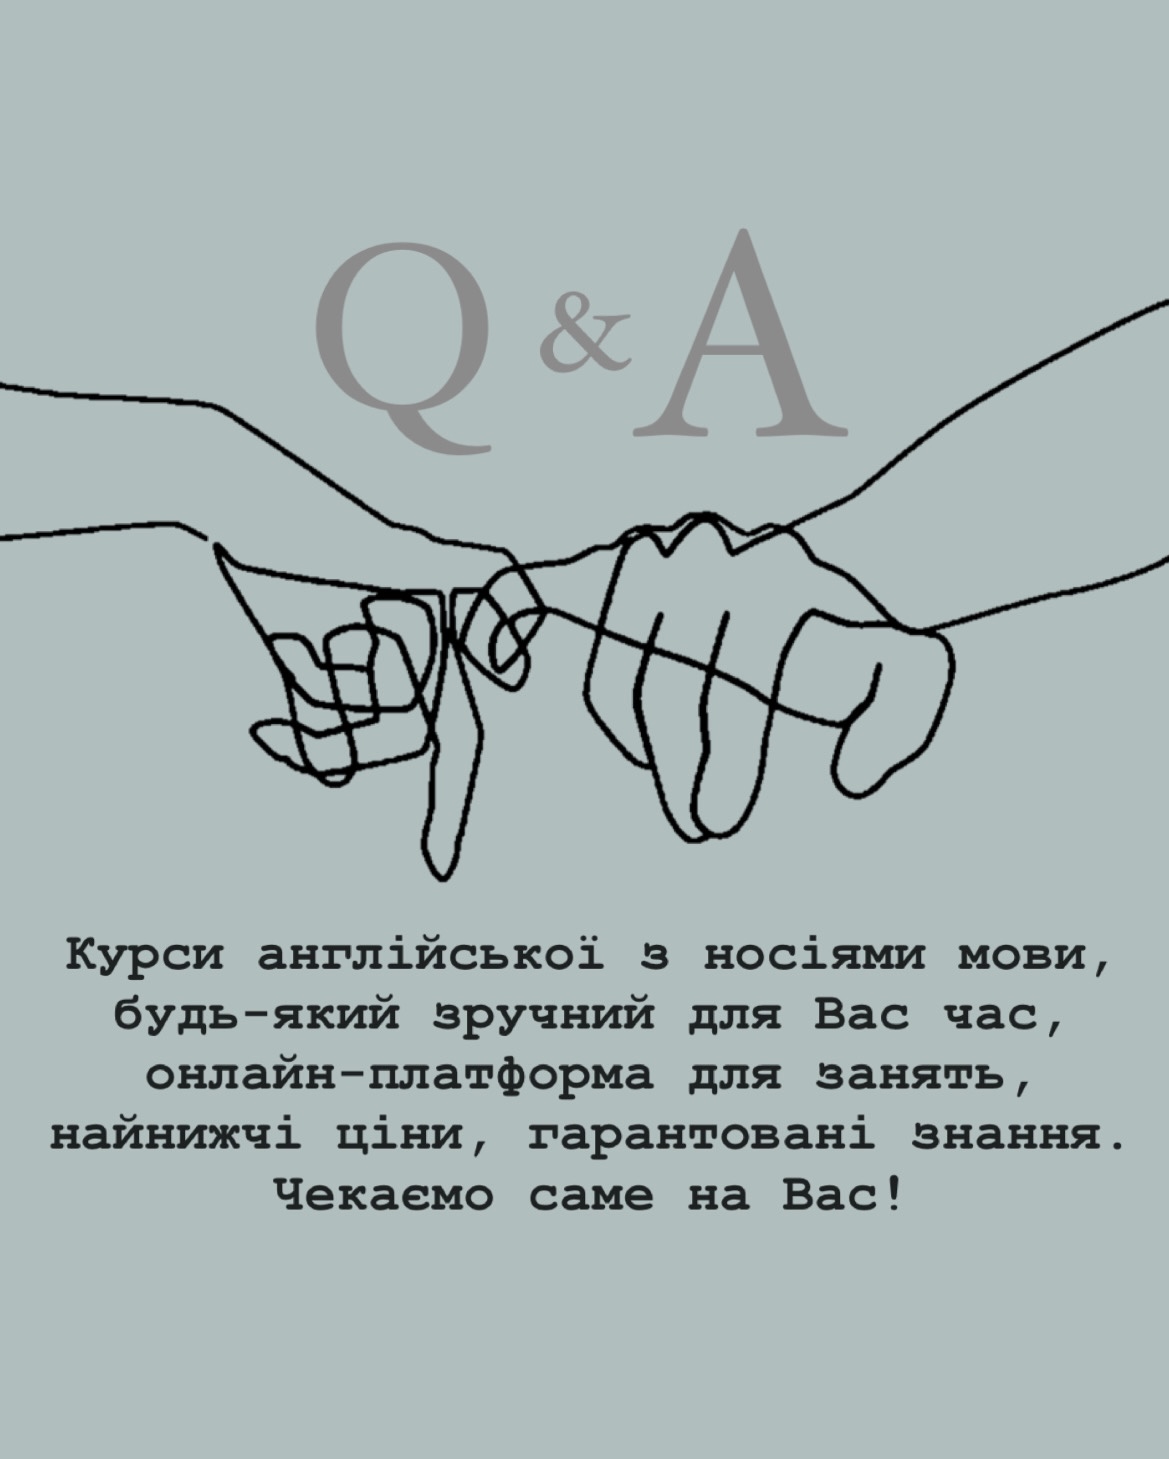 Q & A
Курси англійської з носіями мови,
будь-який зручний для Вас час,
онлайн-платформа для занять,
найнижчі ціни, гарантовані знання.
Чекаємо саме на Вас!